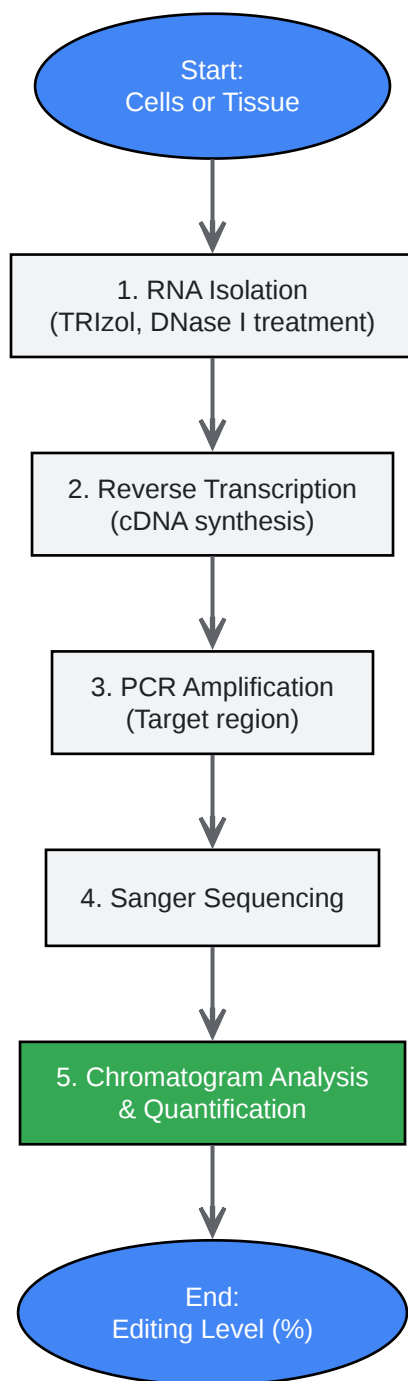 Start:
Cells or Tissue
1. RNA Isolation
(TRIzol, DNase I treatment)
2. Reverse Transcription
(cDNA synthesis)
3. PCR Amplification
(Target region)
4. Sanger Sequencing
5. Chromatogram Analysis
& Quantification
End:
Editing Level (%)